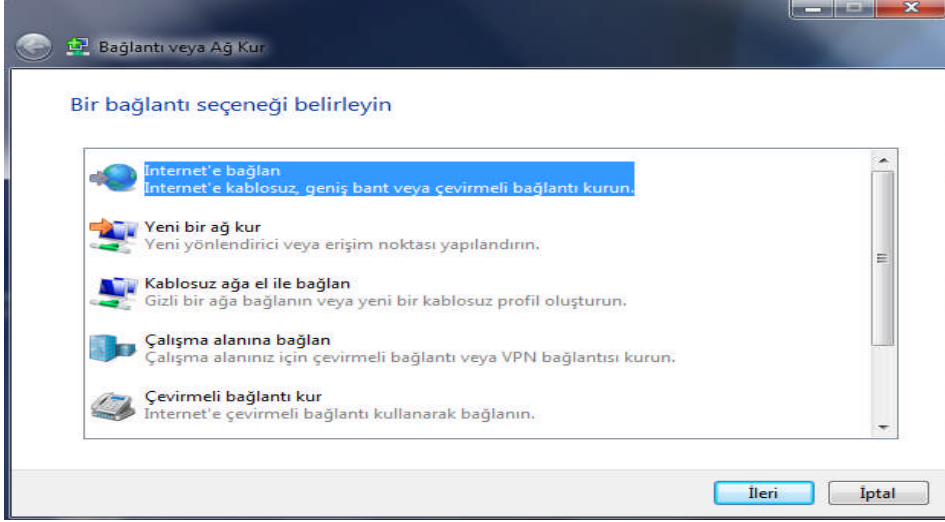 Bağlantı veya Ağ Kur
Bir bağlantı seçeneği belirleyin
Internet'e bağlan
Internet'e kablosuz, geniş bant veya çevirmeli bağlantı kurun.
Yeni bir ağ kur
Yeni yönlendirici veya erişim noktası yapılandırın.
Kablosuz ağa el ile bağlan
Gizli bir ağa bağlanın veya yeni bir kablosuz profil oluşturun.
Çalışma alanına bağlan
Çalışma alanınız için çevirmeli bağlantı veya VPN bağlantısı kurun.
Çevirmeli bağlantı kur
Internet'e çevirmeli bağlantı kullanarak bağlanın.
İleri
İptal